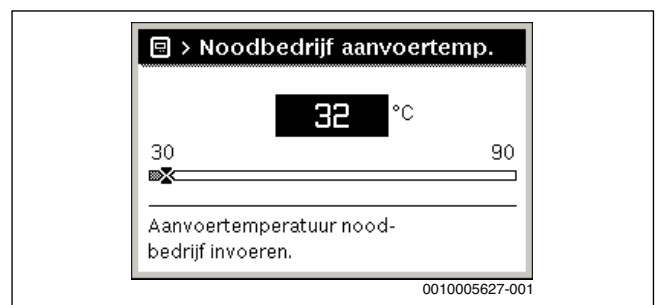 > Noodbedrijf aanvoertemp.
32 °C
30 90
Aanvoertemperatuur nood-
bedrijf invoeren.
0010005627-001